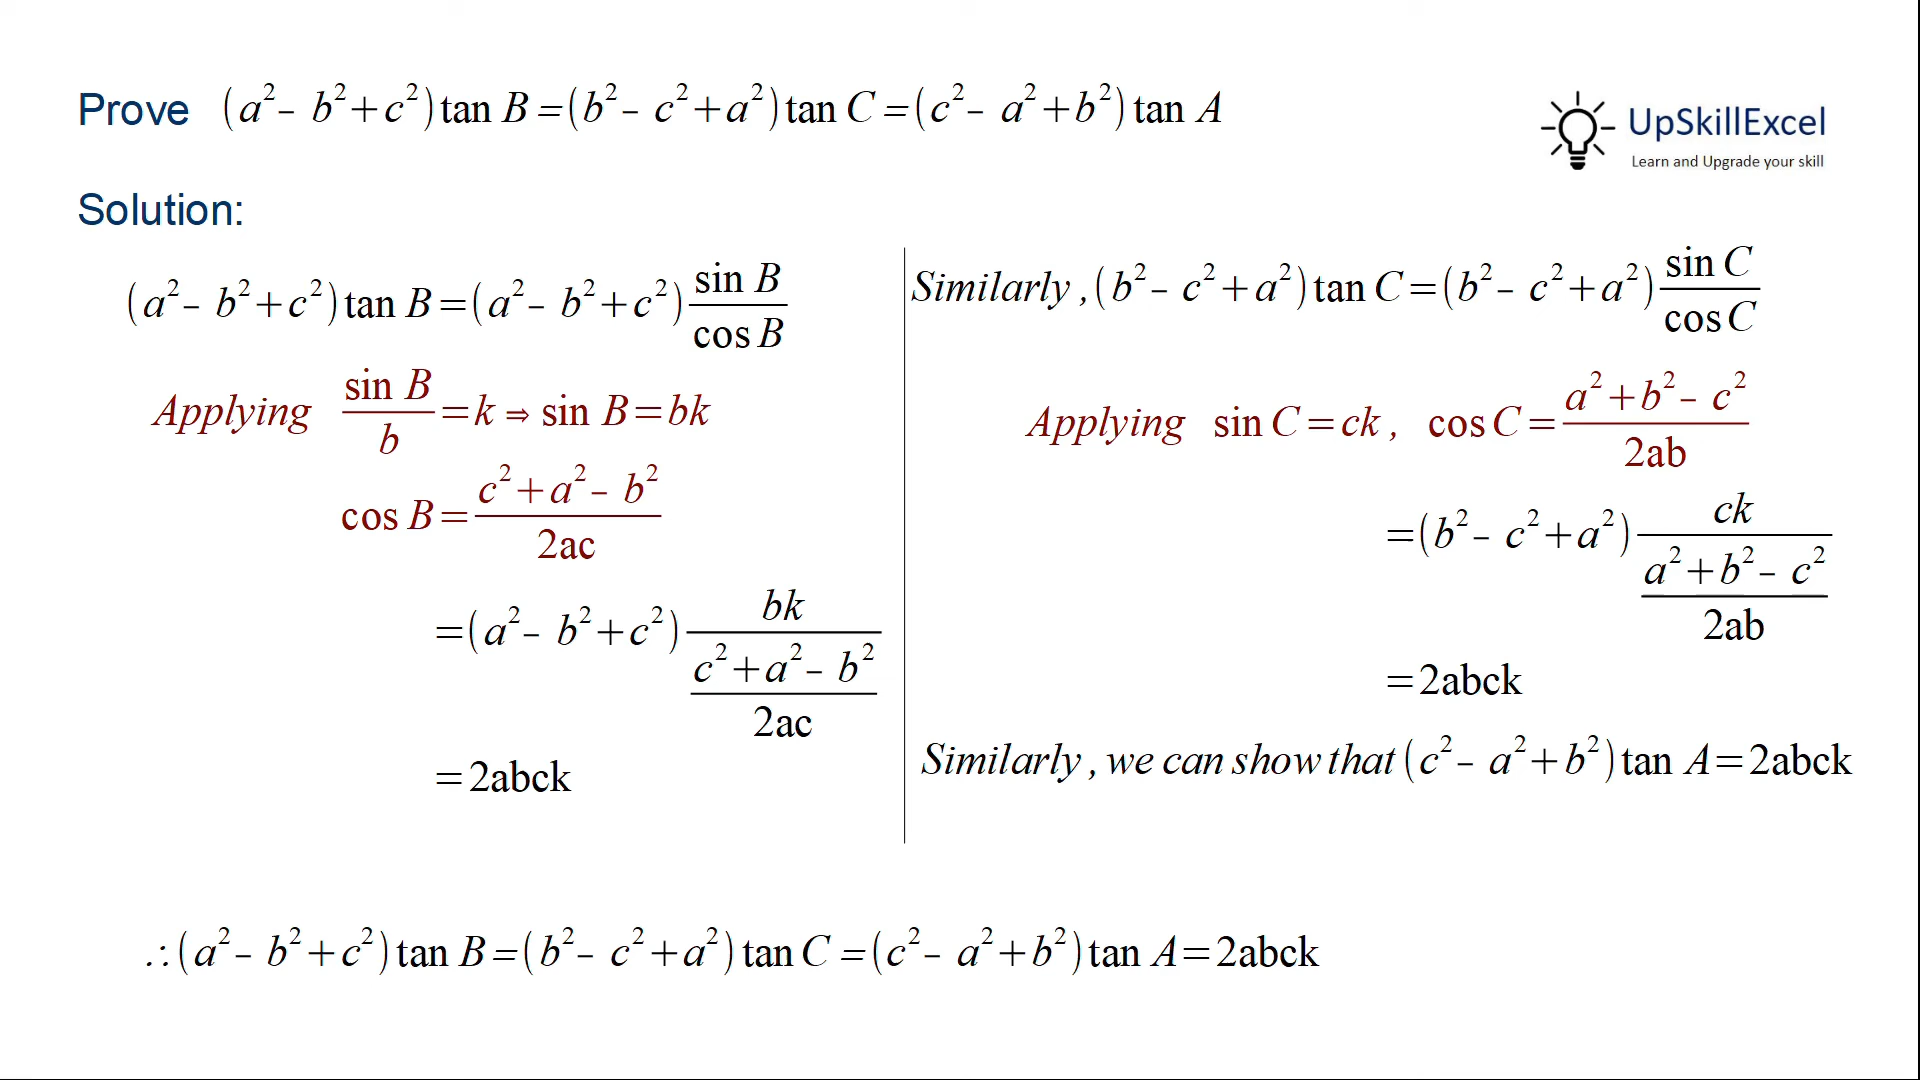 Prove (a²– b²+c²)tan B=(b²– c²+a²)tan C=(c²– a²+b²)tan A
UpSkillExcel
Learn and Upgrade your skill
Solution:
(a²– b²+c²)tan B=(a²– b²+c²) sin B / cos B
Applying sin B / b =k⇒sin B=bk
cos B= c²+a²– b² / 2ac
=(a²– b²+c²) bk / (c²+a²– b² / 2ac)
=2abck
Similarly,(b²– c²+a²)tan C=(b²– c²+a²) sin C / cos C
Applying sin C=ck, cos C= a²+b²– c² / 2ab
=(b²– c²+a²) ck / (a²+b²– c² / 2ab)
=2abck
Similarly, we can show that (c²– a²+b²)tan A=2abck
∴(a²– b²+c²)tan B=(b²– c²+a²)tan C=(c²– a²+b²)tan A=2abck